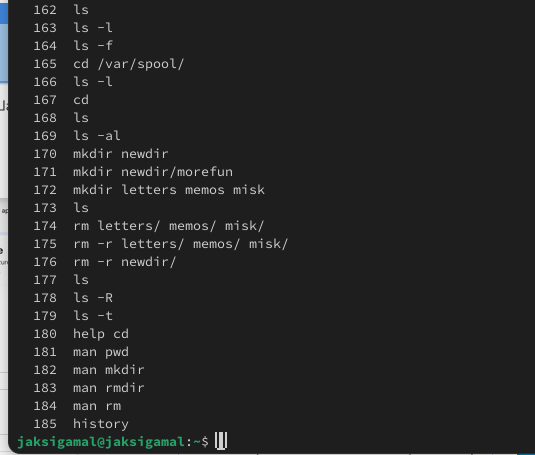 162 ls
163 ls -l
164 ls -f
165 cd /var/spool/
166 ls -l
167 cd
168 ls
169 ls -al
170 mkdir newdir
171 mkdir newdir/morefun
172 mkdir letters memos misk
173 ls
174 rm letters/ memos/ misk/
175 rm -r letters/ memos/ misk/
176 rm -r newdir/
177 ls
178 ls -R
179 ls -t
180 help cd
181 man pwd
182 man mkdir
183 man rmdir
184 man rm
185 history
jaksigamal@jaksigamal:~$